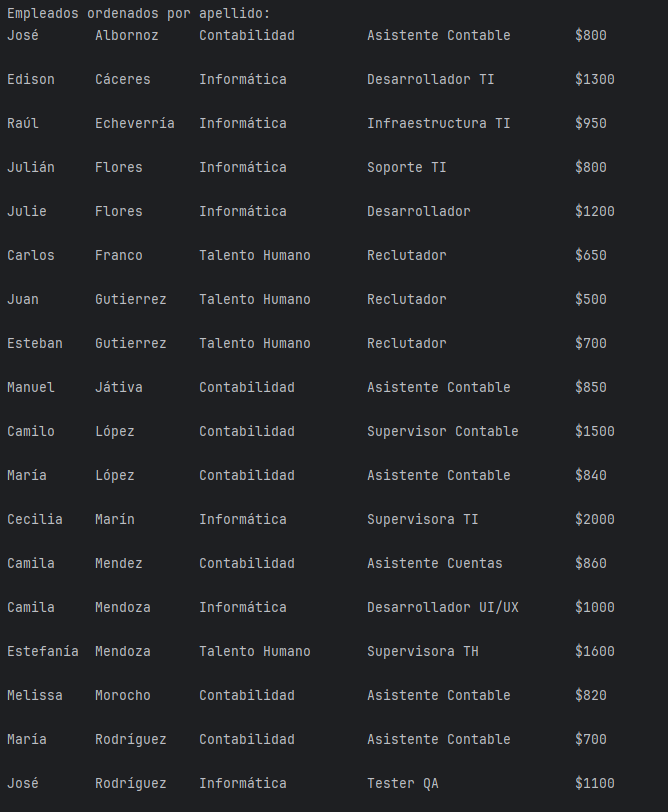 Empleados ordenados por apellido:
José Albornoz Contabilidad Asistente Contable $800
Edison Cáceres Informática Desarrollador TI $1300
Raúl Echeverría Informática Infraestructura TI $950
Julián Flores Informática Soporte TI $800
Julie Flores Informática Desarrollador $1200
Carlos Franco Talento Humano Reclutador $650
Juan Gutierrez Talento Humano Reclutador $500
Esteban Gutierrez Talento Humano Reclutador $700
Manuel Játiva Contabilidad Asistente Contable $850
Camilo López Contabilidad Supervisor Contable $1500
María López Contabilidad Asistente Contable $840
Cecilia Marín Informática Supervisora TI $2000
Camila Mendez Contabilidad Asistente Cuentas $860
Camila Mendoza Informática Desarrollador UI/UX $1000
Estefanía Mendoza Talento Humano Supervisora TH $1600
Melissa Morocho Contabilidad Asistente Contable $820
María Rodríguez Contabilidad Asistente Contable $700
José Rodríguez Informática Tester QA $1100